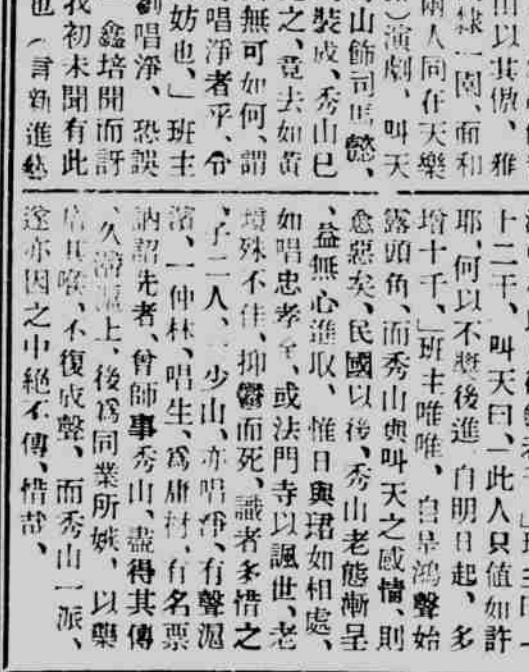 山以其傲、雅
隸一園、而和
兩人同在天樂
）演劇、叫天
山飾司馬懿、
裝成、秀山已
之、竟去如黃
無可如何、謂
唱淨者乎、令
妨也、」班主
唱淨、恐誤
鑫培聞而訝
我初未聞有此
也（言新進
十二千、叫天曰、「此人只値如許
耶、何以不奬後進、自明日起、多
增十千、」班主唯唯、自是鴻聲始
露頭角、而秀山與叫天之感情、則
愈惡矣、民國以後、秀山老態漸呈
、益無心進取、惟日與珺如相處、
如唱忠孝全、或法門寺以諷世、老
境殊不佳、抑鬱而死、識者多惜之
、子二人、一少山、亦唱淨、有聲滬
濱、一仲林、唱生、爲庸材、有名票
訥詔先者、曾師事秀山、盡得其傳
、久滯滬上、後爲同業所嫉、以藥
其喉、不復成聲、而秀山一派、
遂亦因之中絕不傳、惜哉、